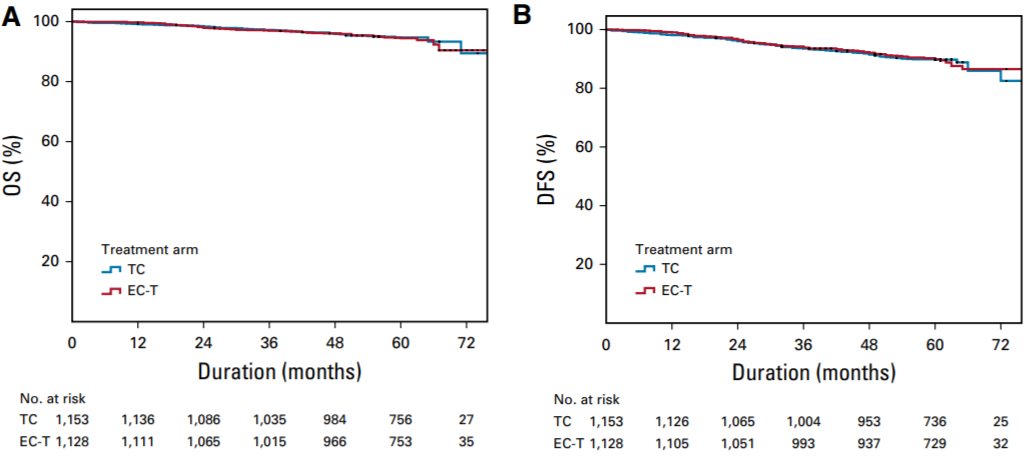 A
OS (%)
100
80
60
40
20
Treatment arm
TC
EC-T
0 12 24 36 48 60 72
Duration (months)
No. at risk
TC 1,153 1,136 1,086 1,035 984 756 27
EC-T 1,128 1,111 1,065 1,015 966 753 35
B
DFS (%)
100
80
60
40
20
Treatment arm
TC
EC-T
0 12 24 36 48 60 72
Duration (months)
No. at risk
TC 1,153 1,126 1,065 1,004 953 736 25
EC-T 1,128 1,105 1,051 993 937 729 32